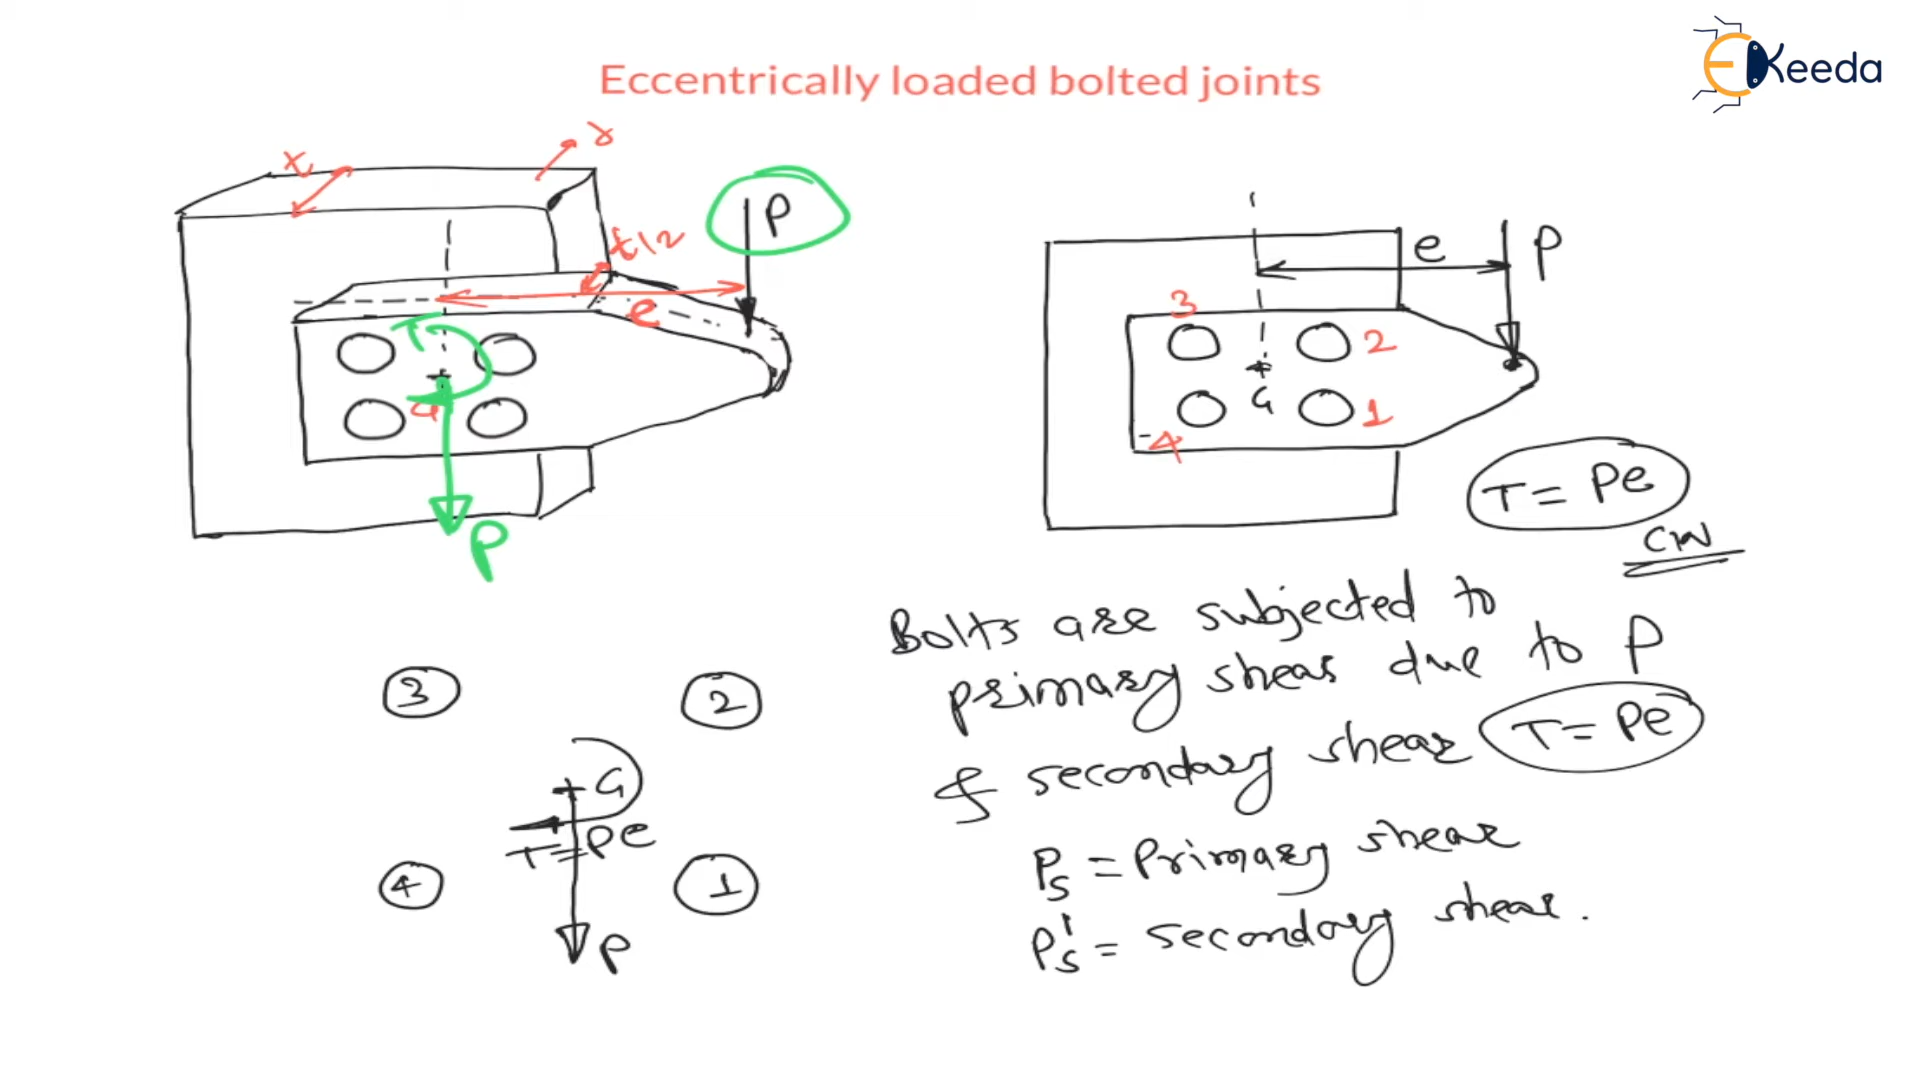 EKeeda
Eccentrically loaded bolted joints
t
P
t/2
e
G
P
e
P
3
2
G
1
4
T = Pe
CW
Bolts are subjected to
primary shear due to P
& secondary shear T = Pe
Ps = Primary shear
Ps' = secondary shear.
3
2
G
T = Pe
4
1
P